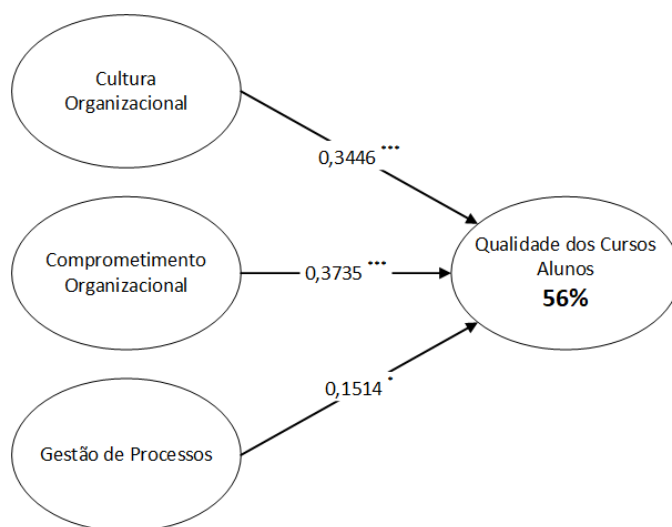 Cultura
Organizacional
0,3446 ***
Comprometimento
Organizacional
0,3735 ***
Qualidade dos Cursos
Alunos
56%
0,1514 *
Gestão de Processos